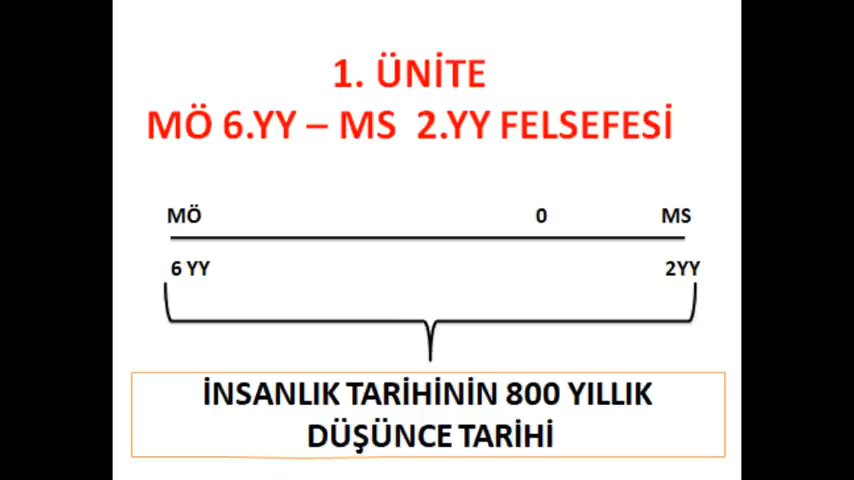 1. ÜNİTE
MÖ 6.YY – MS 2.YY FELSEFESİ
MÖ 0 MS
6 YY 2YY
İNSANLIK TARİHİNİN 800 YILLIK
DÜŞÜNCE TARİHİ